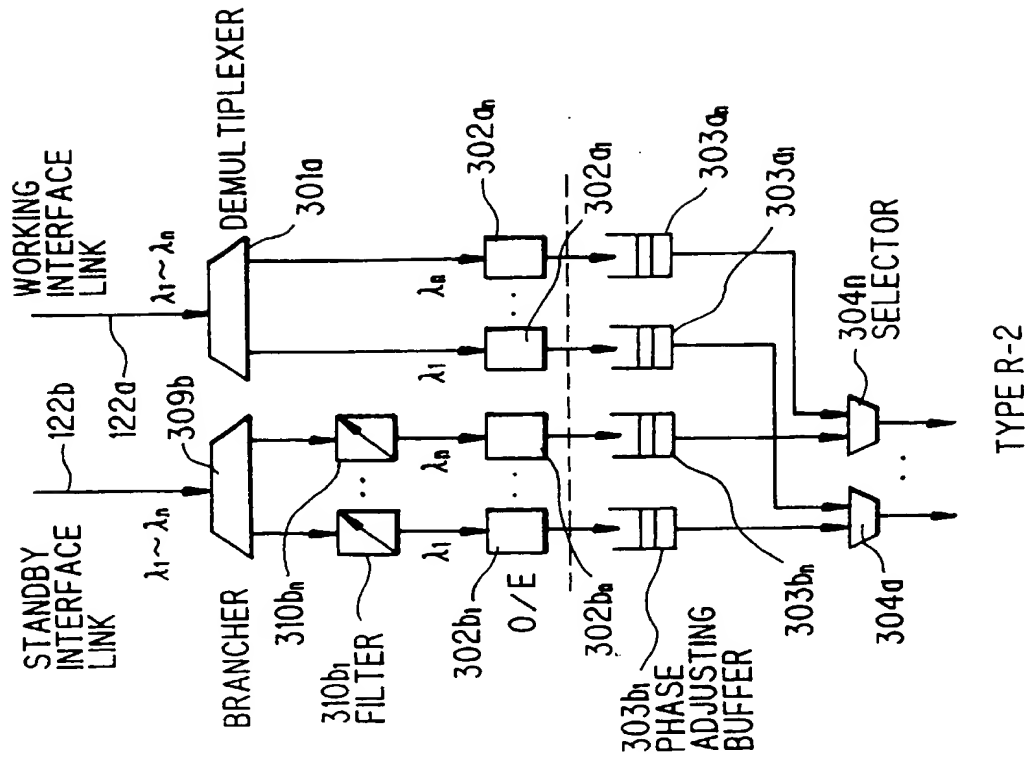 STANDBY
INTERFACE
LINK
122b
122a
WORKING
INTERFACE
LINK
λ1~λn
309b
λ1~λn
DEMULTIPLEXER
301a
BRANCHER
310bn
310b1
FILTER
λ1
λn
λ1
λn
302an
302a1
302b1
O/E
302bn
303an
303a1
303b1
PHASE
ADJUSTING
BUFFER
303bn
304a
304n
SELECTOR
TYPE R-2